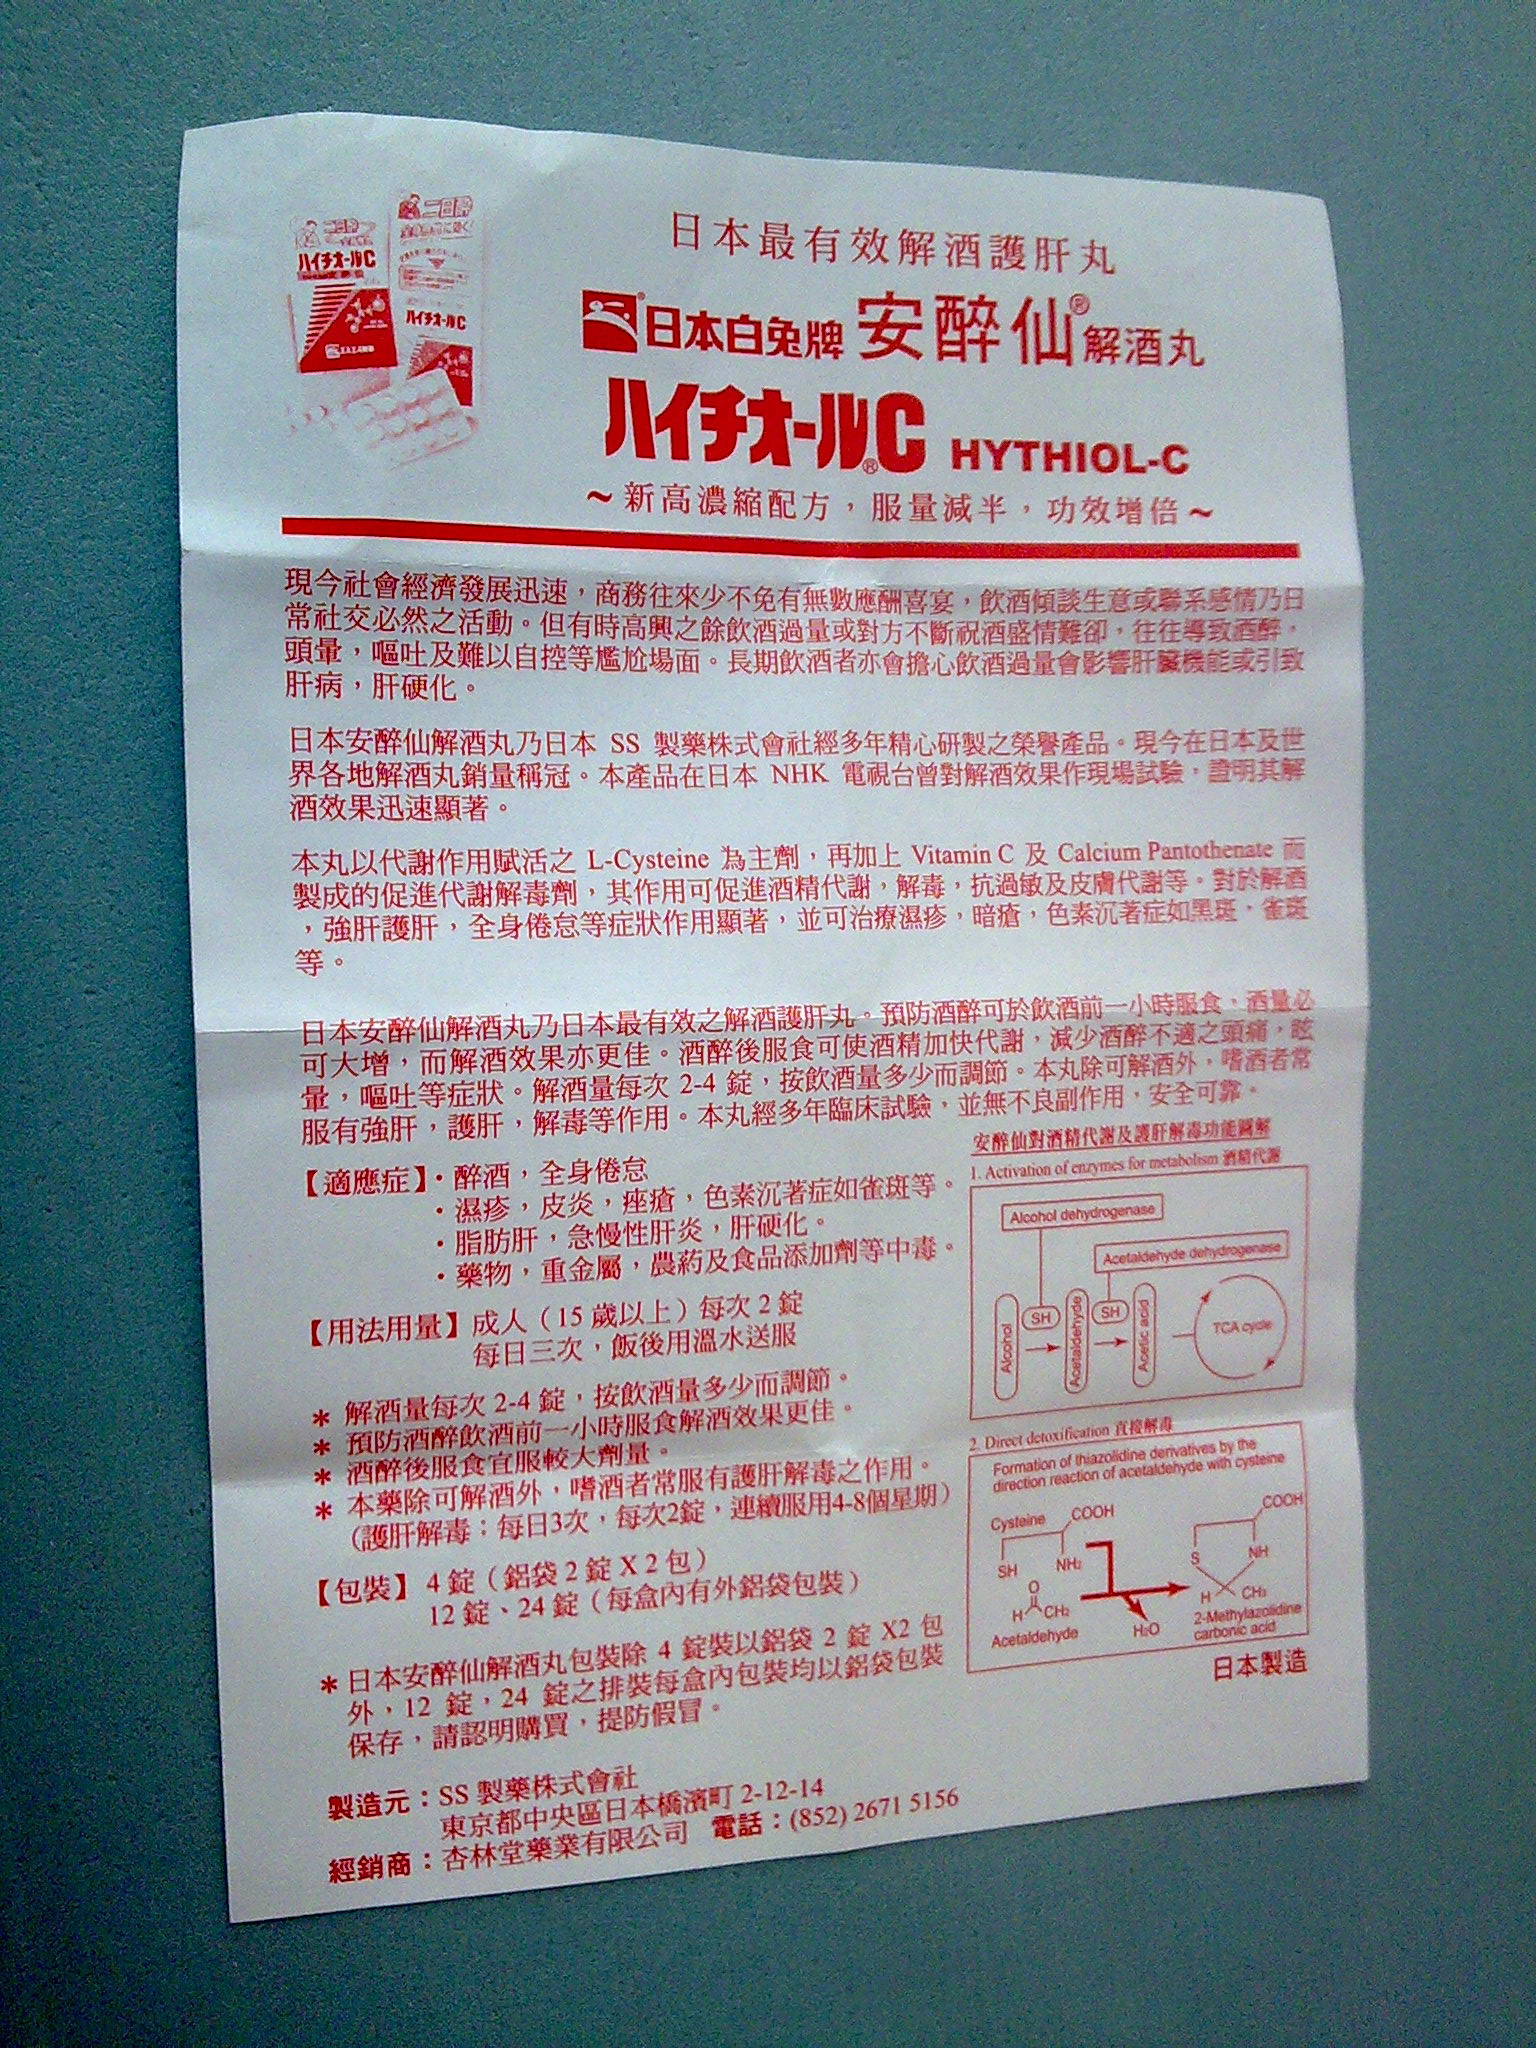 二日酔
ハイチオールC
ハイチオールC
日本最有效解酒護肝丸
日本白兔牌 安醉仙® 解酒丸
ハイチオールC® HYTHIOL-C
~新高濃縮配方，服量減半，功效增倍~
現今社會經濟發展迅速，商務往來少不免有無數應酬喜宴，飲酒傾談生意或聯系感情乃日
常社交必然之活動。但有時高興之餘飲酒過量或對方不斷祝酒盛情難卻，往往導致酒醉，
頭暈，嘔吐及難以自控等尷尬場面。長期飲酒者亦會擔心飲酒過量會影響肝臟機能或引致
肝病，肝硬化。
日本安醉仙解酒丸乃日本 SS 製藥株式會社經多年精心研製之榮譽產品。現今在日本及世
界各地解酒丸銷量稱冠。本產品在日本 NHK 電視台曾對解酒效果作現場試驗，證明其解
酒效果迅速顯著。
本丸以代謝作用賦活之 L-Cysteine 為主劑，再加上 Vitamin C 及 Calcium Pantothenate 而
製成的促進代謝解毒劑，其作用可促進酒精代謝，解毒，抗過敏及皮膚代謝等。對於解酒
，強肝護肝，全身倦怠等症狀作用顯著，並可治療濕疹，暗瘡，色素沉著症如黑斑，雀斑
等。
日本安醉仙解酒丸乃日本最有效之解酒護肝丸。預防酒醉可於飲酒前一小時服食，酒量必
可大增，而解酒效果亦更佳。酒醉後服食可使酒精加快代謝，減少酒醉不適之頭痛，眩
暈，嘔吐等症狀。解酒量每次 2-4 錠，按飲酒量多少而調節。本丸除可解酒外，嗜酒者常
服有強肝，護肝，解毒等作用。本丸經多年臨床試驗，並無不良副作用，安全可靠。
【適應症】・醉酒，全身倦怠
・濕疹，皮炎，痤瘡，色素沉著症如雀斑等。
・脂肪肝，急慢性肝炎，肝硬化。
・藥物，重金屬，農葯及食品添加劑等中毒。
【用法用量】成人（15 歲以上）每次 2 錠
每日三次，飯後用溫水送服
* 解酒量每次 2-4 錠，按飲酒量多少而調節。
* 預防酒醉飲酒前一小時服食解酒效果更佳。
* 酒醉後服食宜服較大劑量。
* 本藥除可解酒外，嗜酒者常服有護肝解毒之作用。
（護肝解毒：每日3次，每次2錠，連續服用4-8個星期）
【包裝】4 錠（鋁袋 2 錠 X 2 包）
12 錠、24 錠（每盒內有外鋁袋包裝）
* 日本安醉仙解酒丸包裝除 4 錠裝以鋁袋 2 錠 X2 包
外，12 錠，24 錠之排裝每盒內包裝均以鋁袋包裝
保存，請認明購買，提防假冒。
安醉仙對酒精代謝及護肝解毒功能圖解
1. Activation of enzymes for metabolism 酒精代謝
Alcohol dehydrogenase
Acetaldehyde dehydrogenase
Alcohol
SH
Acetaldehyde
SH
Acetic acid
TCA cycle
2. Direct detoxification 直接解毒
Formation of thiazolidine derivatives by the
direction reaction of acetaldehyde with cysteine
Cysteine
COOH
SH
NH₂
O
H
CH₂
Acetaldehyde
H₂O
COOH
S
NH
H
CH₃
2-Methylazolidine
carbonic acid
日本製造
製造元：SS 製藥株式會社
東京都中央區日本橋濱町 2-12-14
經銷商：杏林堂藥業有限公司 電話：(852) 2671 5156